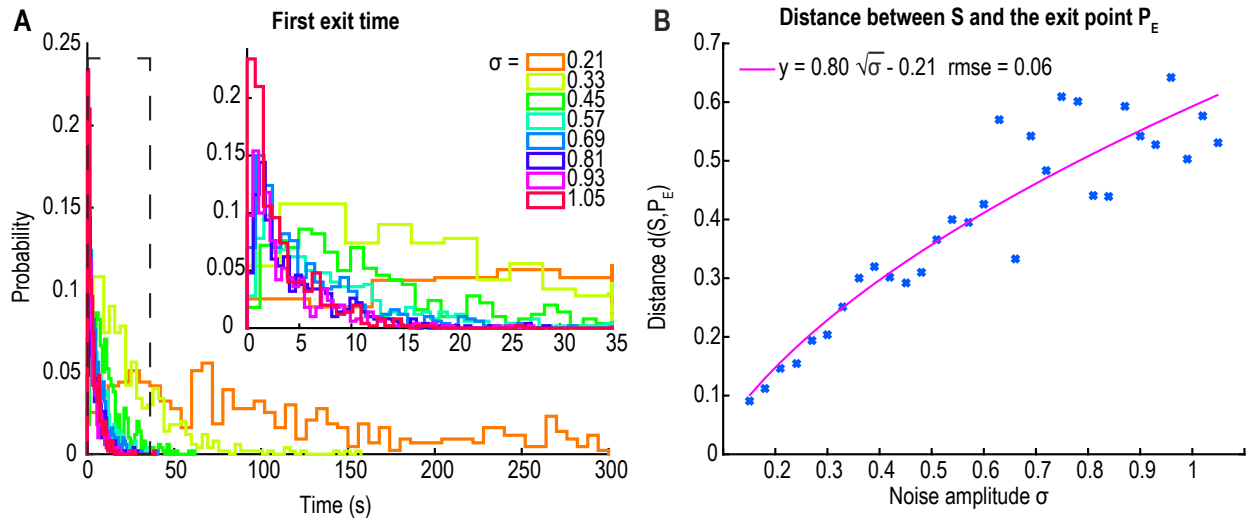 A
First exit time
Probability
0.25
0.2
0.15
0.1
0.05
0
0 50 100 150 200 250 300
Time (s)
0.2
0.15
0.1
0.05
0
0 5 10 15 20 25 30 35
σ = 0.21
0.33
0.45
0.57
0.69
0.81
0.93
1.05
B
Distance between S and the exit point P_E
y = 0.80 √σ - 0.21 rmse = 0.06
Distance d(S,P_E)
0.7
0.6
0.5
0.4
0.3
0.2
0.1
0
0.2 0.3 0.4 0.5 0.6 0.7 0.8 0.9 1
Noise amplitude σ